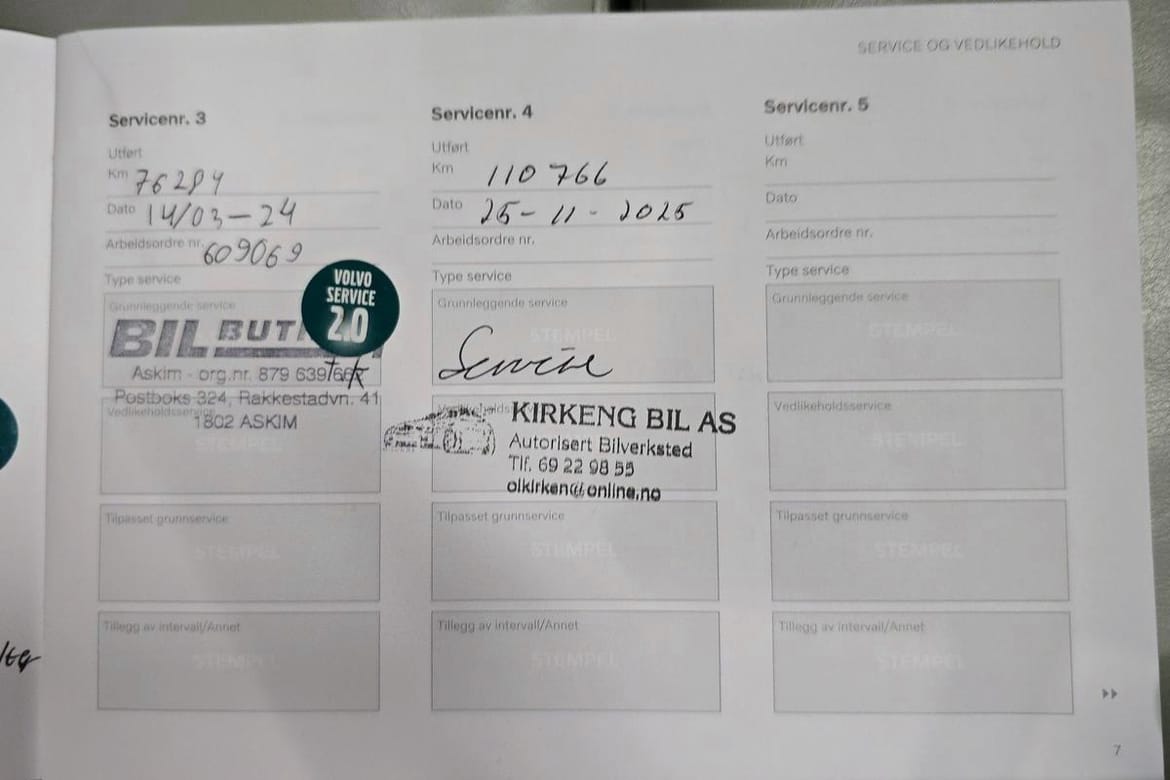 SERVICE OG VEDLIKEHOLD
Servicenr. 3
Utført
Km 76284
Dato 14/03-24
Arbeidsordre nr. 609069
Type service
Grunnleggende service
BIL BUTI
VOLVO
SERVICE
2.0
Askim - org.nr. 879 639
Postboks 324, Rakkestadvn. 41
Vedlikeholdsservice
1802 ASKIM
STEMPEL
Tilpasset grunnservice
STEMPEL
Tillegg av intervall/Annet
STEMPEL
Servicenr. 4
Utført
Km 110 766
Dato 25-11-2025
Arbeidsordre nr.
Type service
Grunnleggende service
STEMPEL
Service
KIRKENG BIL AS
Autorisert Bilverksted
Tlf. 69 22 98 55
olkirken@online.no
Tilpasset grunnservice
STEMPEL
Tillegg av intervall/Annet
STEMPEL
Servicenr. 5
Utført
Km
Dato
Arbeidsordre nr.
Type service
Grunnleggende service
STEMPEL
Vedlikeholdsservice
STEMPEL
Tilpasset grunnservice
STEMPEL
Tillegg av intervall/Annet
STEMPEL
7